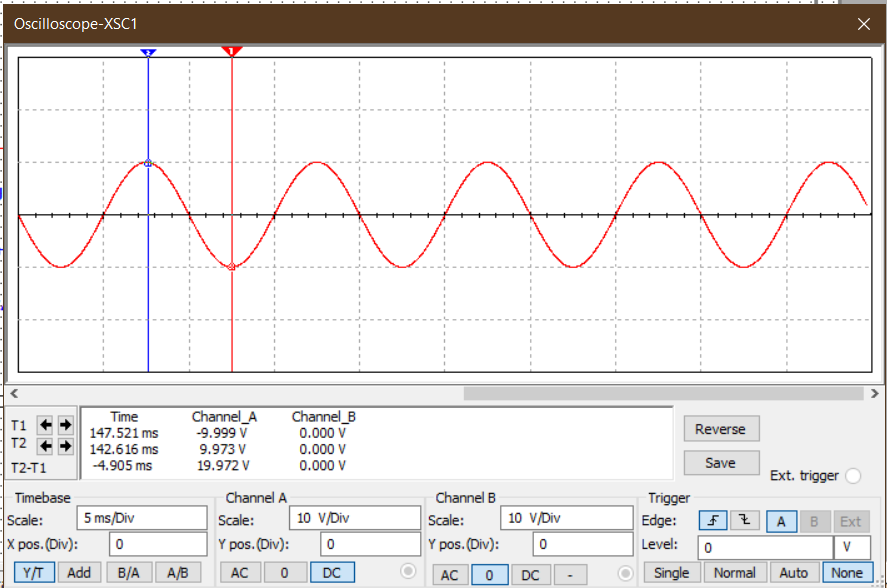 Oscilloscope-XSC1
2 1
T1
T2
T2-T1
Time Channel_A Channel_B
147.521 ms -9.999 V 0.000 V
142.616 ms 9.973 V 0.000 V
-4.905 ms 19.972 V 0.000 V
Reverse
Save
Ext. trigger
Timebase Channel A Channel B Trigger
Scale: 5 ms/Div Scale: 10 V/Div Scale: 10 V/Div Edge: A B Ext
X pos.(Div): 0 Y pos.(Div): 0 Y pos.(Div): 0 Level: 0 V
Y/T Add B/A A/B AC 0 DC AC 0 DC - Single Normal Auto None